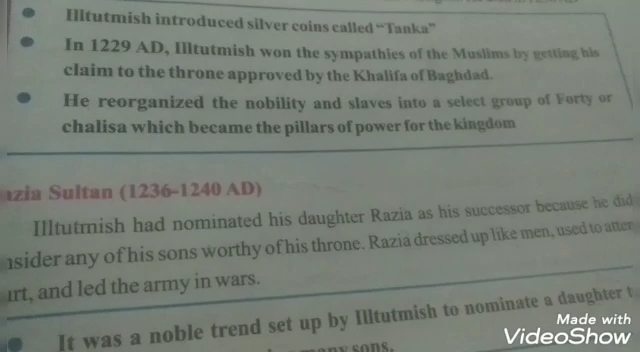 Illtutmish introduced silver coins called "Tanka"
In 1229 AD, Illtutmish won the sympathies of the Muslims by getting his
claim to the throne approved by the Khalifa of Baghdad.
He reorganized the nobility and slaves into a select group of Forty or
chalisa which became the pillars of power for the kingdom
azia Sultan (1236-1240 AD)
Illtutmish had nominated his daughter Razia as his successor because he did
nsider any of his sons worthy of his throne. Razia dressed up like men, used to atten
urt, and led the army in wars.
It was a noble trend set up by Illtutmish to nominate a daughter t
many sons.
Made with
VideoShow